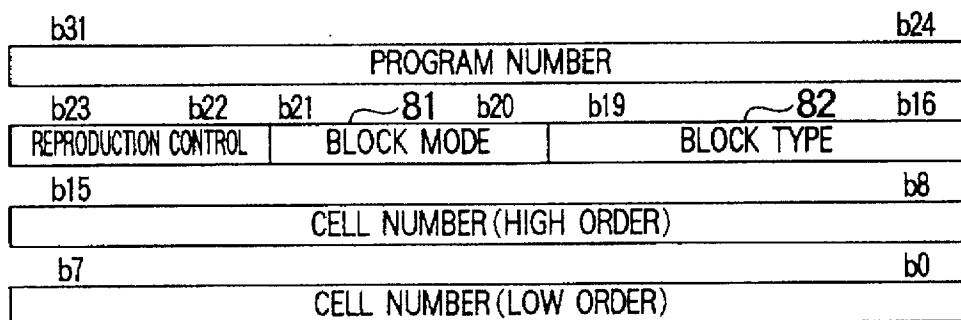 b31 b24
PROGRAM NUMBER
b23 b22 b21 81 b20 b19 82 b16
REPRODUCTION CONTROL BLOCK MODE BLOCK TYPE
b15 b8
CELL NUMBER(HIGH ORDER)
b7 b0
CELL NUMBER(LOW ORDER)